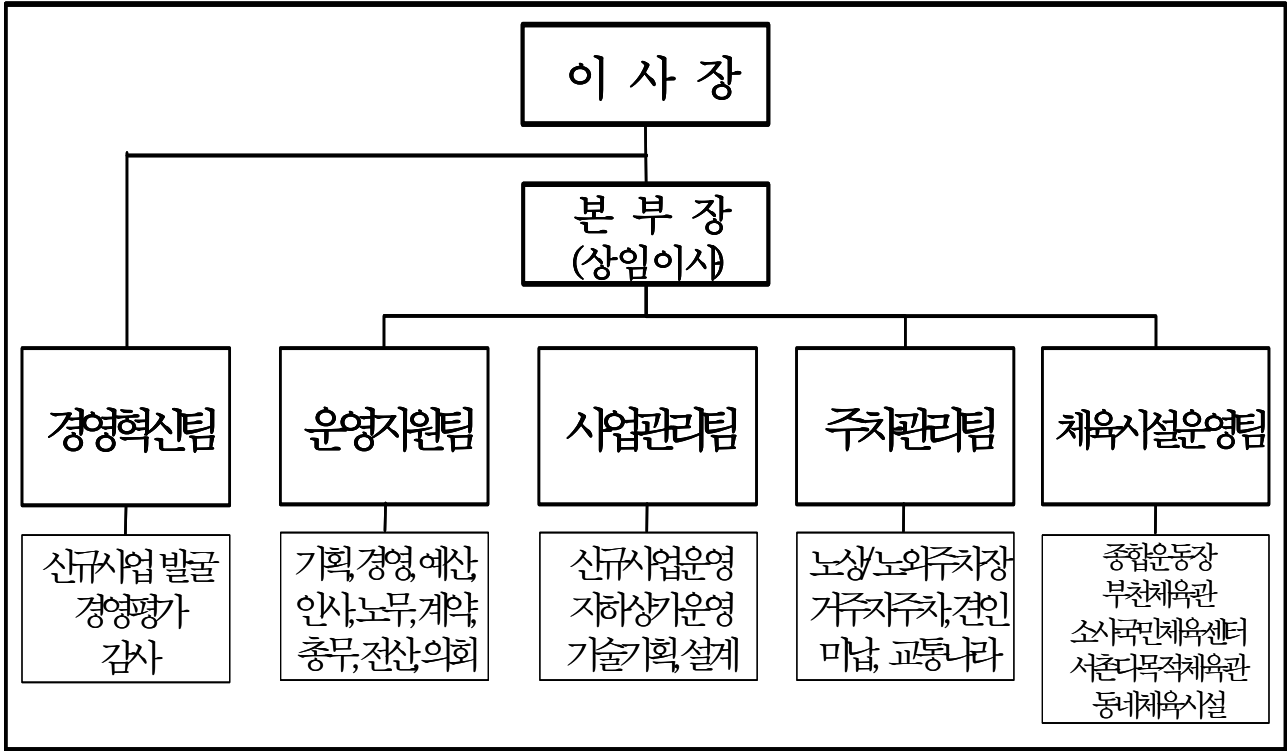 이 사 장
본 부 장
(상임이사)
경영혁신팀
운영지원팀
사업관리팀
주차관리팀
체육시설운영팀
신규사업 발굴
경영평가
감사
기획, 경영, 예산,
인사, 노무, 계약,
총무, 전산, 의회
신규사업운영
지하상가운영
기술기획, 설계
노상/노외주차장
거주자주차, 견인
미납, 교통나라
종합운동장
부천체육관
소사국민체육센터
서촌다목적체육관
동네체육시설